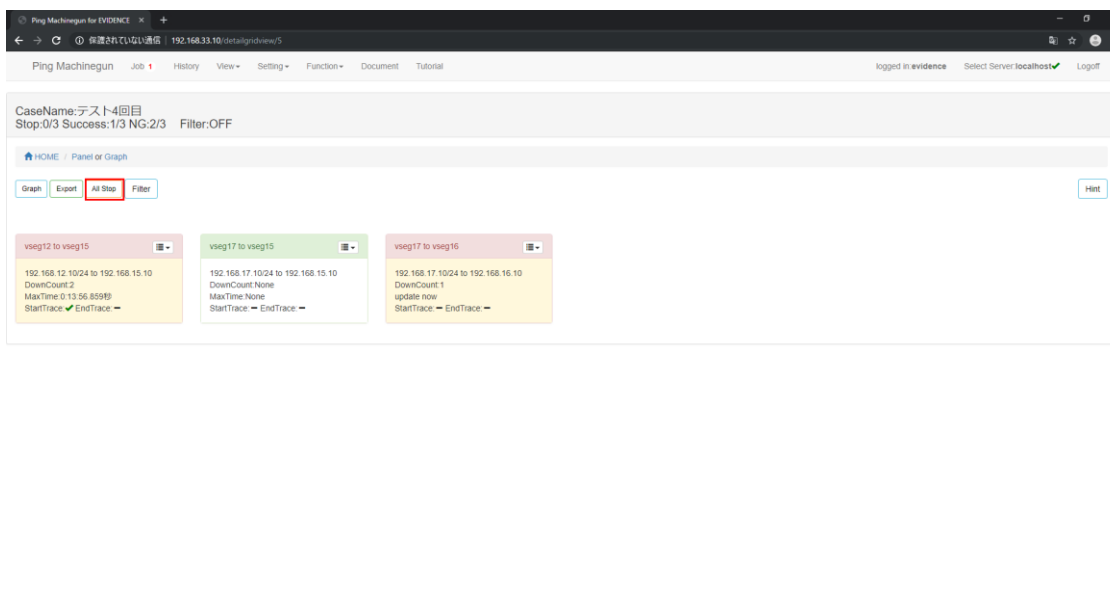 Ping Machinegun for EVIDENCE
保護されていない通信 | 192.168.33.10/detailgridview/5
Ping Machinegun Job 1 History View Setting Function Document Tutorial logged in:evidence Select Server:localhost Logoff
CaseName:テスト4回目
Stop:0/3 Success:1/3 NG:2/3 Filter:OFF
HOME / Panel or Graph
Graph Export All Stop Filter Hint
vseg12 to vseg15
192.168.12.10/24 to 192.168.15.10
DownCount:2
MaxTime:0:13:56.859秒
StartTrace: EndTrace:
vseg17 to vseg15
192.168.17.10/24 to 192.168.15.10
DownCount:None
MaxTime:None
StartTrace: EndTrace:
vseg17 to vseg16
192.168.17.10/24 to 192.168.16.10
DownCount:1
update now
StartTrace: EndTrace: